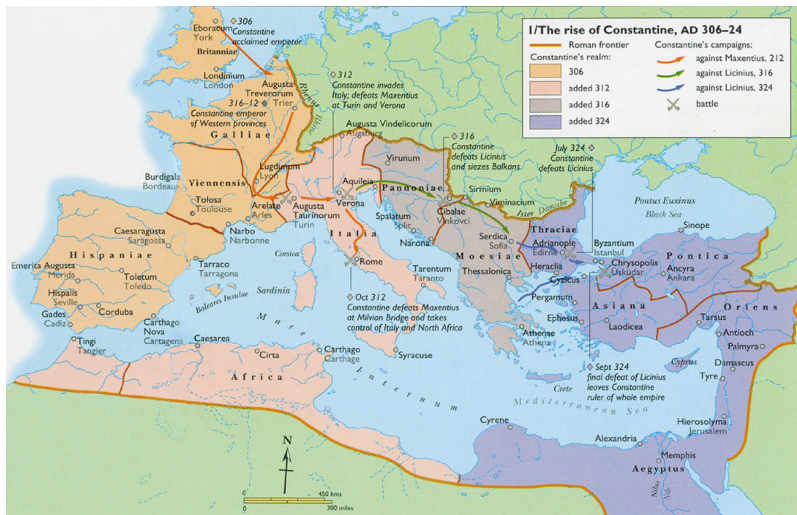 1/The rise of Constantine, AD 306–24
Roman frontier
Constantine's realm:
306
added 312
added 316
added 324
Constantine's campaigns:
against Maxentius, 212
against Licinius, 316
against Licinius, 324
battle
Eboratum
York
306
Constantine
acclaimed emperor
Britanniae
Londinium
London
Augusta
Treverorum
Trier
Rhenus
Rhine
316–12
Constantine emperor
of Western provinces
Galliae
312
Constantine invades
Italy; defeats Maxentius
at Turin and Verona
Augusta Vindelicorum
Augsburg
316
Constantine
defeats Licinius
and siezes Balkans
July 324
Constantine
defeats Licinius
Lugdunum
Lyon
Virunum
Burdigala
Bordeaux
Viennensis
Aquileia
Pannoniae
Sirmium
Viminacium
Ister Danube
Pontus Euxinus
Black Sea
Tolosa
Toulouse
Arelate
Arles
Augusta
Taurinorum
Turin
Verona
Cibalae
Vinkovci
Spalatum
Split
Narbo
Narbonne
Italia
Narona
Serdica
Sofia
Moesiae
Thraciae
Adrianople
Edirne
Byzantium
Istanbul
Sinope
Caesaragusta
Saragossa
Hispaniae
Corsica
Rome
Heraclia
Chrysopolis
Uskudar
Pontica
Emerita Augusta
Merida
Tarraco
Tarragona
Toletum
Toledo
Tarentum
Taranto
Thessalonica
Cyzicus
Ancyra
Ankara
Baleares Insulae
Sardinia
Hispalis
Seville
Corduba
Pergamum
Asiana
Oriens
Gades
Cadiz
Carthago
Nova
Cartagena
Oct 312
Constantine defeats Maxentius
at Milvian Bridge and takes
control of Italy and North Africa
Ephesus
Laodicea
Tarsus
Athenae
Athens
Antioch
Tingi
Tangier
Caesarea
Mare
Cirta
Carthago
Carthage
Syracuse
Palmyra
Africa
Internum
Sept 324
final defeat of Licinius
leaves Constantine
ruler of whole empire
Cyprus
Damascus
Tyre
Crete
Mediterranean Sea
Cyrene
Hierosolyma
Jerusalem
Alexandria
Memphis
Aegyptus
Nilus
Nile
N
0
450 kms
0
300 miles